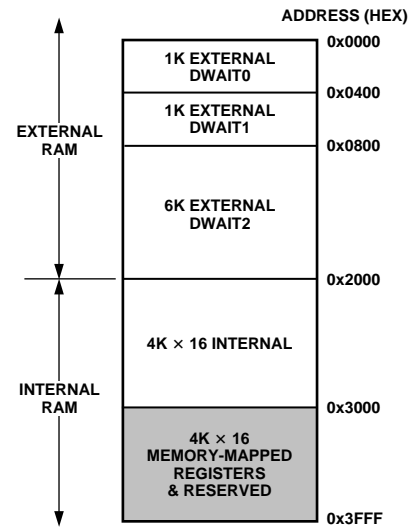 ADDRESS (HEX)
0x0000
1K EXTERNAL
DWAIT0
0x0400
1K EXTERNAL
DWAIT1
0x0800
EXTERNAL
RAM
6K EXTERNAL
DWAIT2
0x2000
4K × 16 INTERNAL
INTERNAL
RAM
0x3000
4K × 16
MEMORY-MAPPED
REGISTERS
& RESERVED
0x3FFF